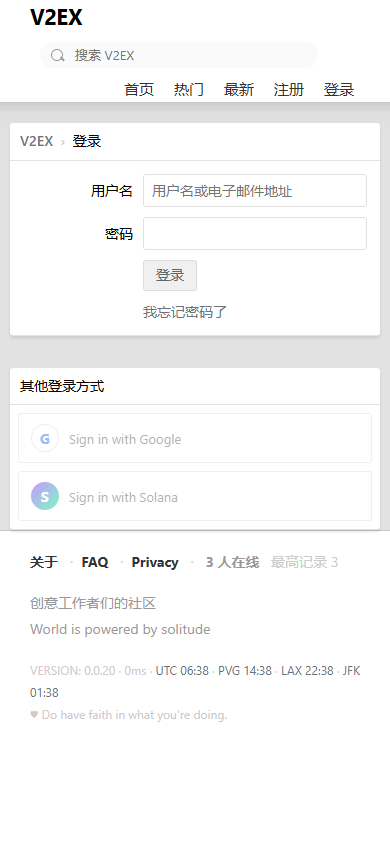 V2EX
搜索 V2EX
首页 热门 最新 注册 登录
V2EX › 登录
用户名 用户名或电子邮件地址
密码
登录
我忘记密码了
其他登录方式
G Sign in with Google
S Sign in with Solana
关于 · FAQ · Privacy · 3 人在线 最高记录 3
创意工作者们的社区
World is powered by solitude
VERSION: 0.0.20 · 0ms · UTC 06:38 · PVG 14:38 · LAX 22:38 · JFK
01:38
♥ Do have faith in what you're doing.